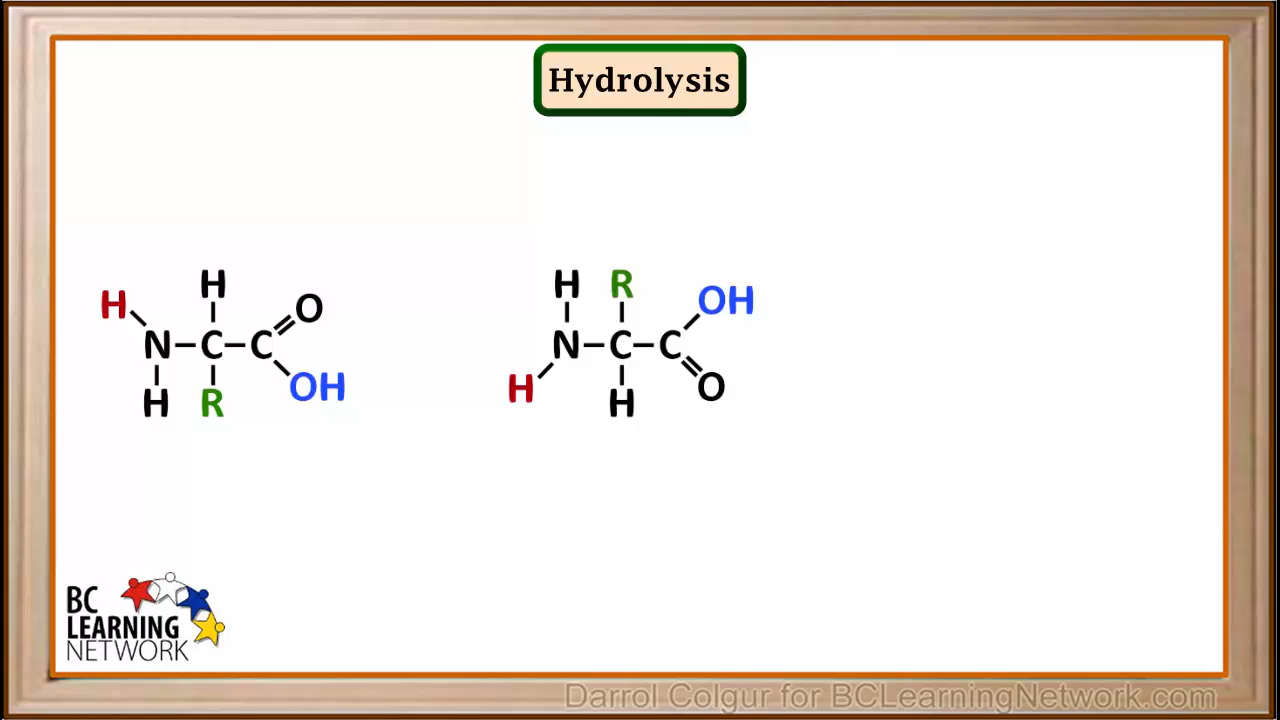 Hydrolysis
H H O
H N C C
H R OH
H R OH
N C C
H H O
BC
LEARNING
NETWORK
Darrol Colgur for BCLearningNetwork.com